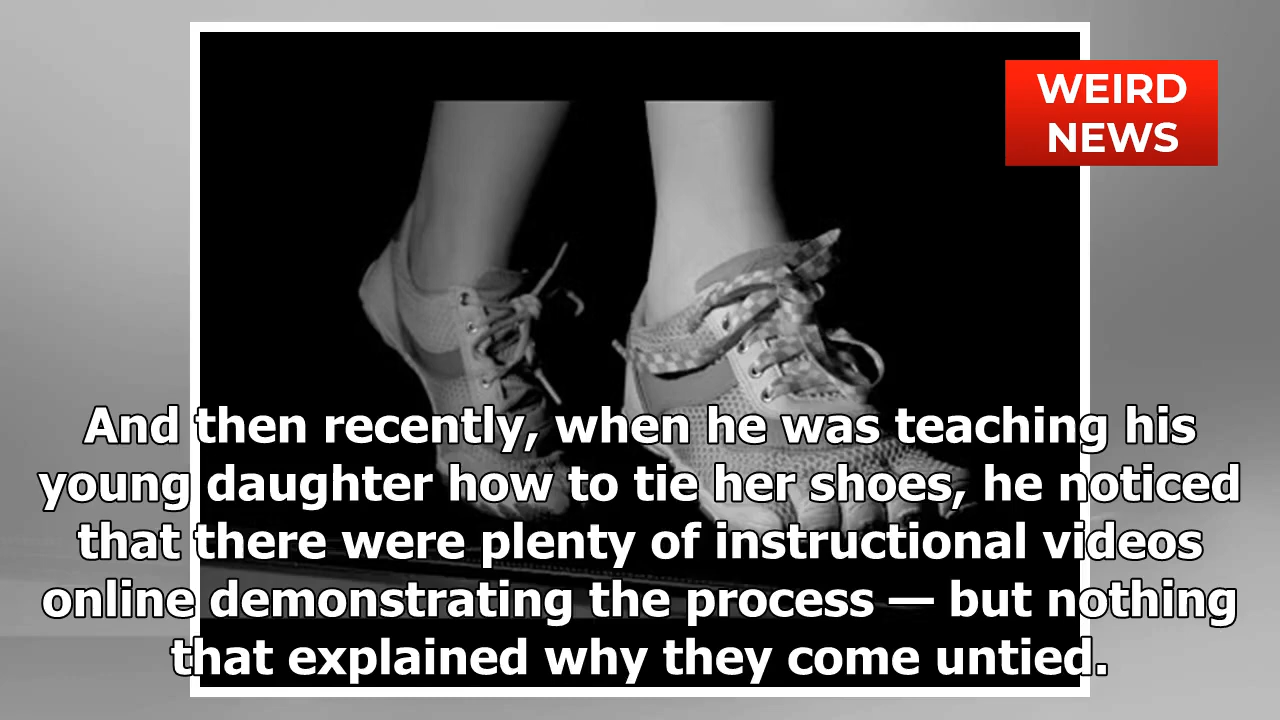 WEIRD
NEWS
And then recently, when he was teaching his
young daughter how to tie her shoes, he noticed
that there were plenty of instructional videos
online demonstrating the process — but nothing
that explained why they come untied.